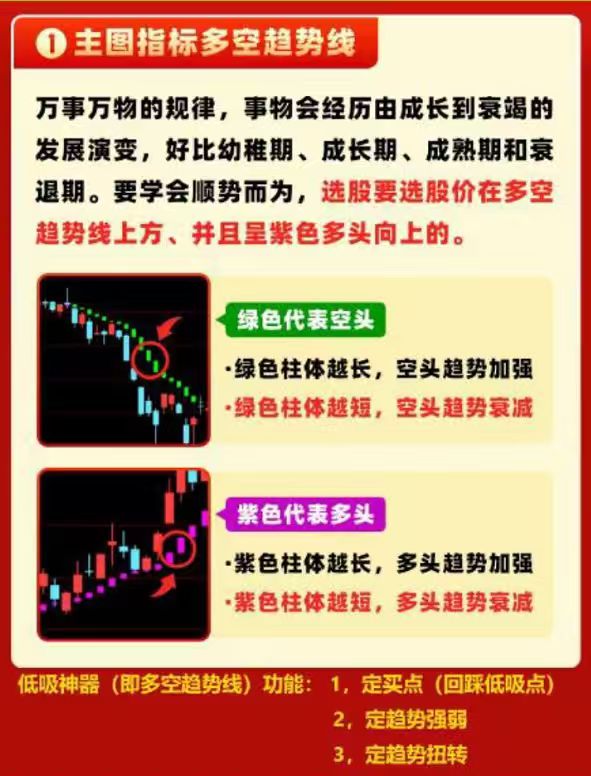 1 主图指标多空趋势线
万事万物的规律，事物会经历由成长到衰竭的
发展演变，好比幼稚期、成长期、成熟期和衰
退期。要学会顺势而为，选股要选股价在多空
趋势线上方、并且呈紫色多头向上的。
绿色代表空头
·绿色柱体越长，空头趋势加强
·绿色柱体越短，空头趋势衰减
紫色代表多头
·紫色柱体越长，多头趋势加强
·紫色柱体越短，多头趋势衰减
低吸神器（即多空趋势线）功能： 1，定买点（回踩低吸点）
2，定趋势强弱
3，定趋势扭转